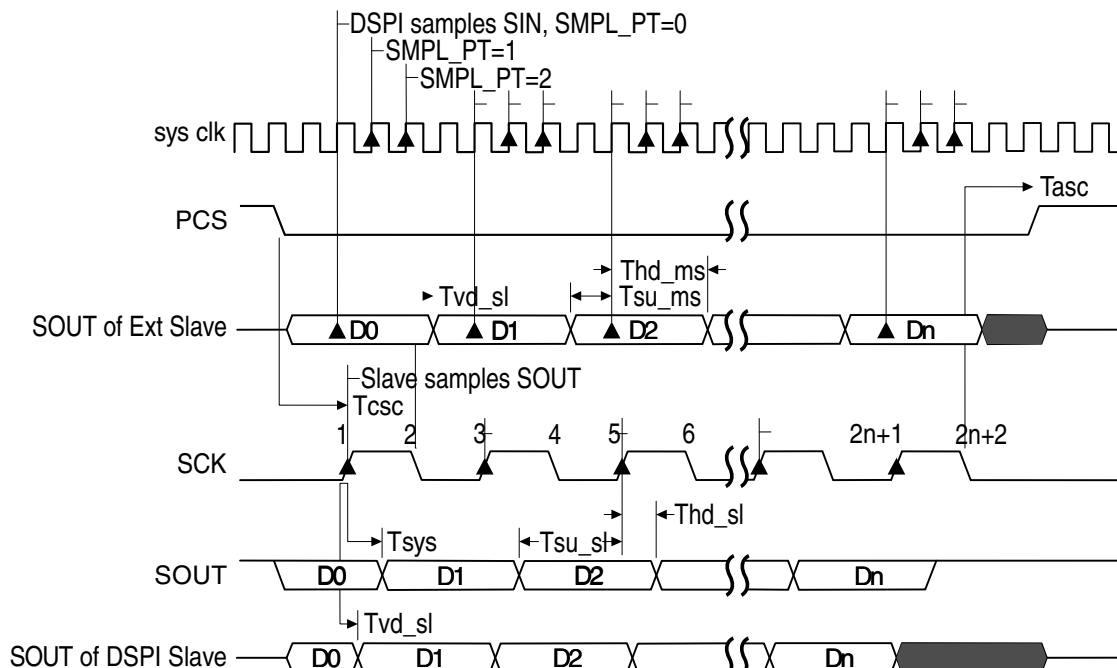 DSPI samples SIN, SMPL_PT=0
SMPL_PT=1
SMPL_PT=2
sys clk
Tasc
PCS
Thd_ms
Tvd_sl
Tsu_ms
SOUT of Ext Slave
D0
D1
D2
Dn
Slave samples SOUT
Tcsc
1
2
3
4
5
6
2n+1
2n+2
SCK
Thd_sl
Tsys
Tsu_sl
SOUT
D0
D1
D2
Dn
Tvd_sl
SOUT of DSPI Slave
D0
D1
D2
Dn